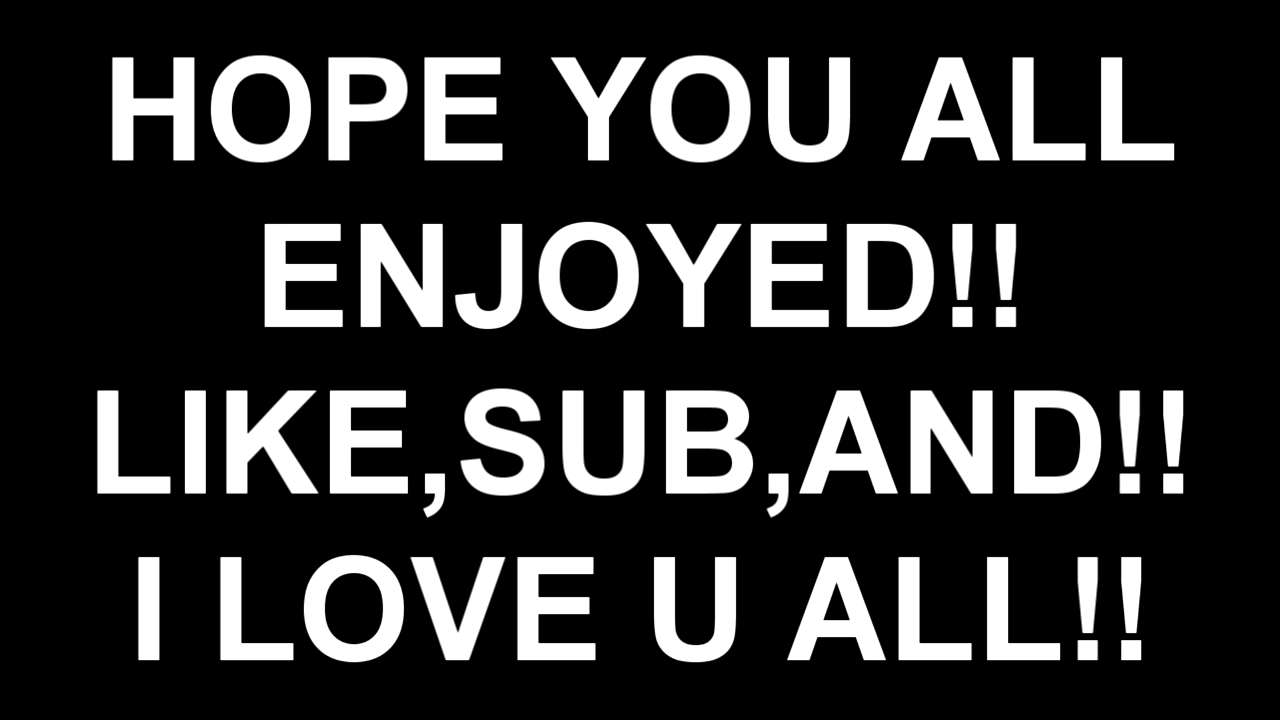 HOPE YOU ALL
ENJOYED!!
LIKE,SUB,AND!!
I LOVE U ALL!!